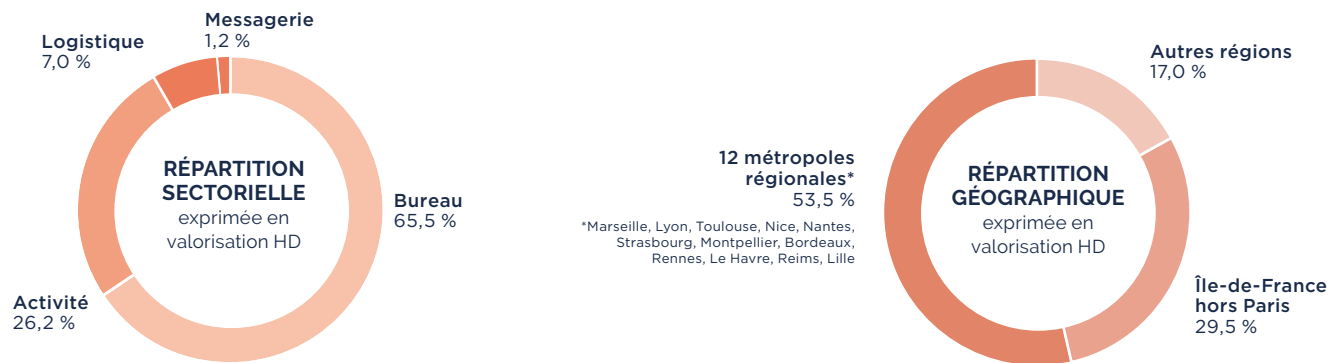 Messagerie
1,2 %
Logistique
7,0 %
RÉPARTITION
SECTORIELLE
exprimée en
valorisation HD
Bureau
65,5 %
Activité
26,2 %
Autres régions
17,0 %
12 métropoles
régionales*
53,5 %
*Marseille, Lyon, Toulouse, Nice, Nantes,
Strasbourg, Montpellier, Bordeaux,
Rennes, Le Havre, Reims, Lille
RÉPARTITION
GÉOGRAPHIQUE
exprimée en
valorisation HD
Île-de-France
hors Paris
29,5 %